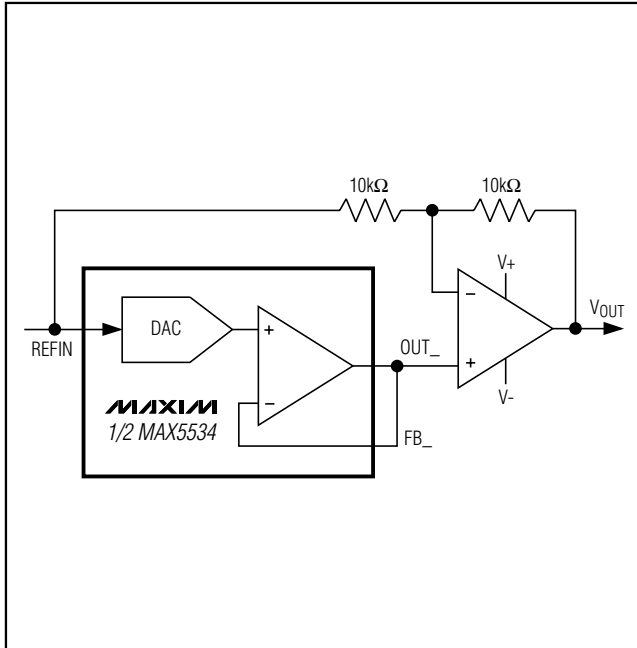 10kΩ 10kΩ
V+
VOUT
DAC
REFIN
+
−
−
+
OUT_
V-
MAXIM
1/2 MAX5534
FB_